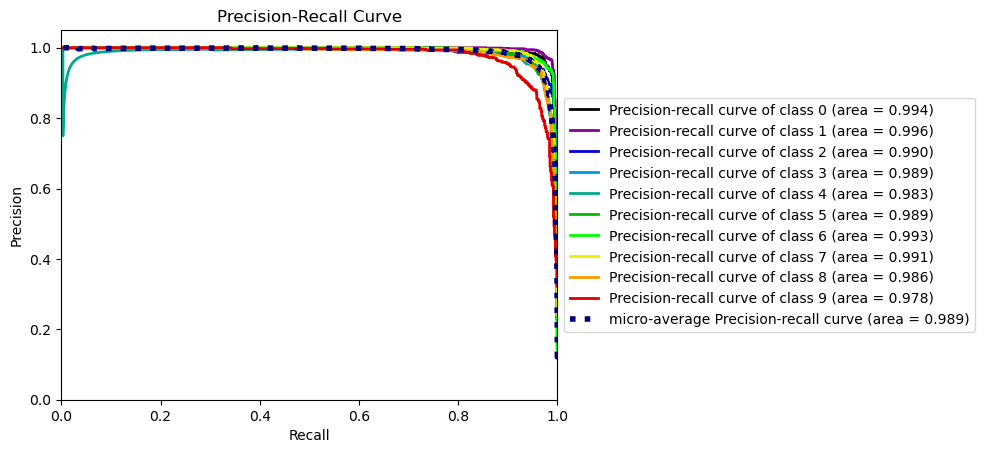 Precision-Recall Curve
1.0
0.8
0.6
0.4
0.2
0.0
Precision
0.0 0.2 0.4 0.6 0.8 1.0
Recall
Precision-recall curve of class 0 (area = 0.994)
Precision-recall curve of class 1 (area = 0.996)
Precision-recall curve of class 2 (area = 0.990)
Precision-recall curve of class 3 (area = 0.989)
Precision-recall curve of class 4 (area = 0.983)
Precision-recall curve of class 5 (area = 0.989)
Precision-recall curve of class 6 (area = 0.993)
Precision-recall curve of class 7 (area = 0.991)
Precision-recall curve of class 8 (area = 0.986)
Precision-recall curve of class 9 (area = 0.978)
micro-average Precision-recall curve (area = 0.989)